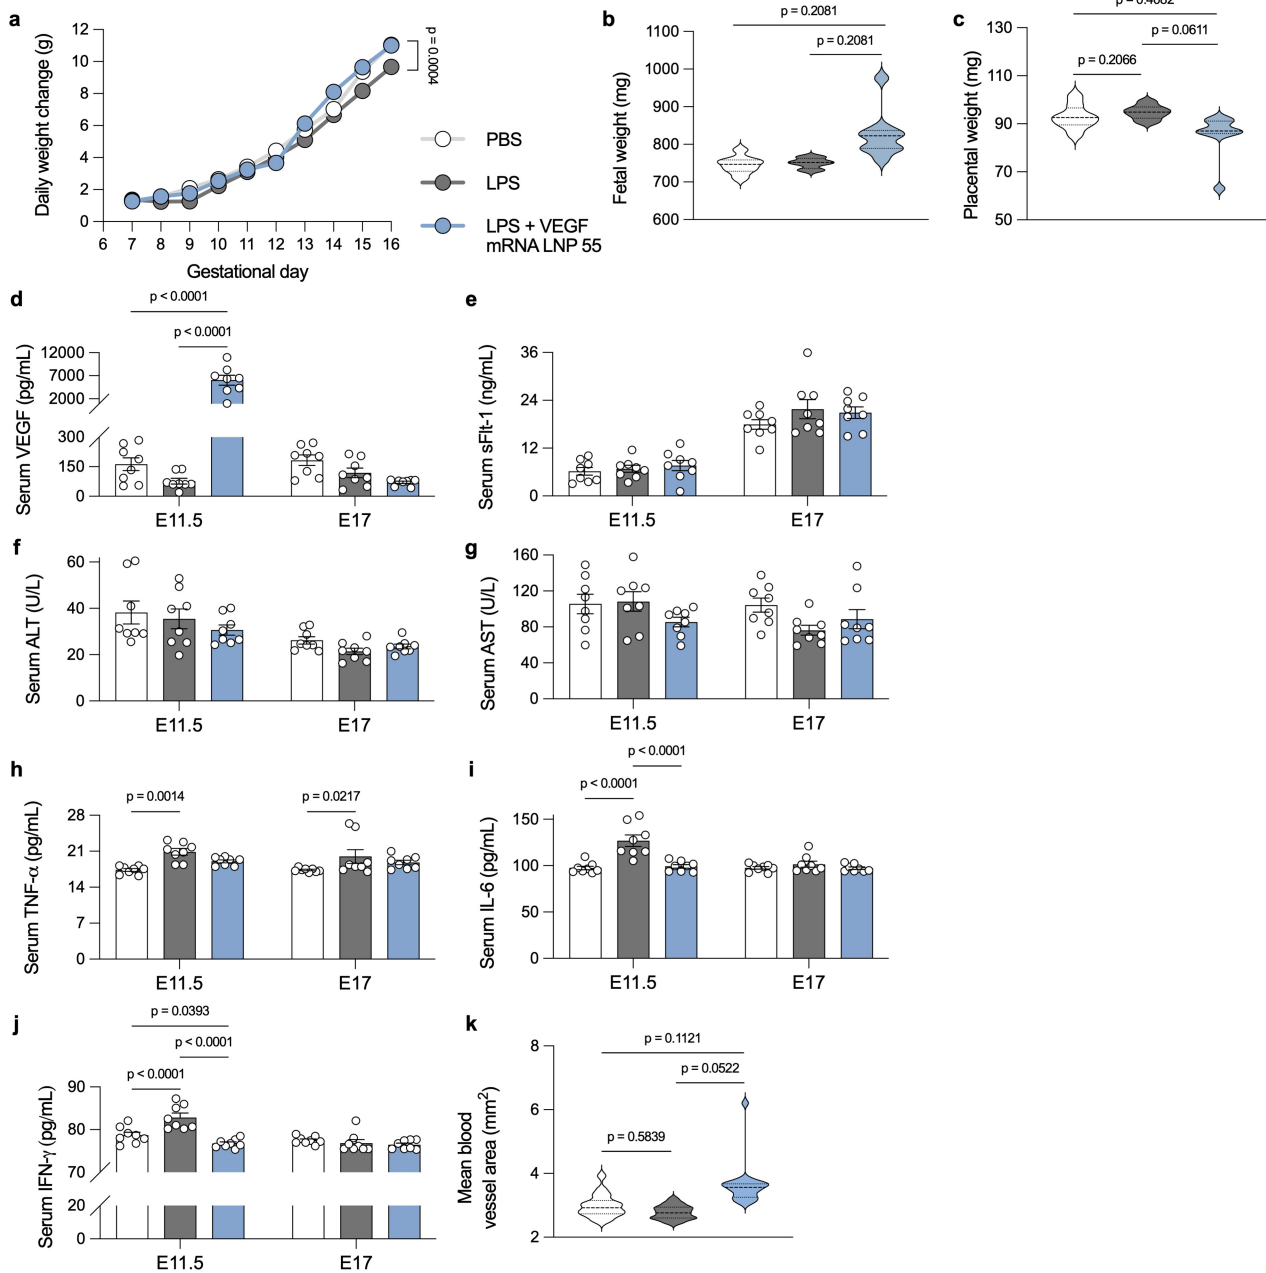 a
Daily weight change (g)
12
10
8
6
4
2
0
6 7 8 9 10 11 12 13 14 15 16
Gestational day
p = 0.0004
PBS
LPS
LPS + VEGF
mRNA LNP 55
b
Fetal weight (mg)
1100
1000
900
800
700
600
p = 0.2081
p = 0.2081
c
Placental weight (mg)
130
110
90
70
50
p = 0.0611
p = 0.2066
d
Serum VEGF (pg/mL)
p < 0.0001
p < 0.0001
12000
7000
2000
300
150
0
E11.5 E17
e
Serum sFlt-1 (ng/mL)
36
24
12
0
E11.5 E17
f
Serum ALT (U/L)
60
40
20
0
E11.5 E17
g
Serum AST (U/L)
160
120
80
40
0
E11.5 E17
h
Serum TNF-α (pg/mL)
p = 0.0014 p = 0.0217
28
21
14
7
0
E11.5 E17
i
Serum IL-6 (pg/mL)
p < 0.0001
p < 0.0001
150
100
50
0
E11.5 E17
j
Serum IFN-γ (pg/mL)
p = 0.0393
p < 0.0001
p < 0.0001
90
80
70
20
0
E11.5 E17
k
Mean blood
vessel area (mm2)
8
6
4
2
p = 0.1121
p = 0.0522
p = 0.5839